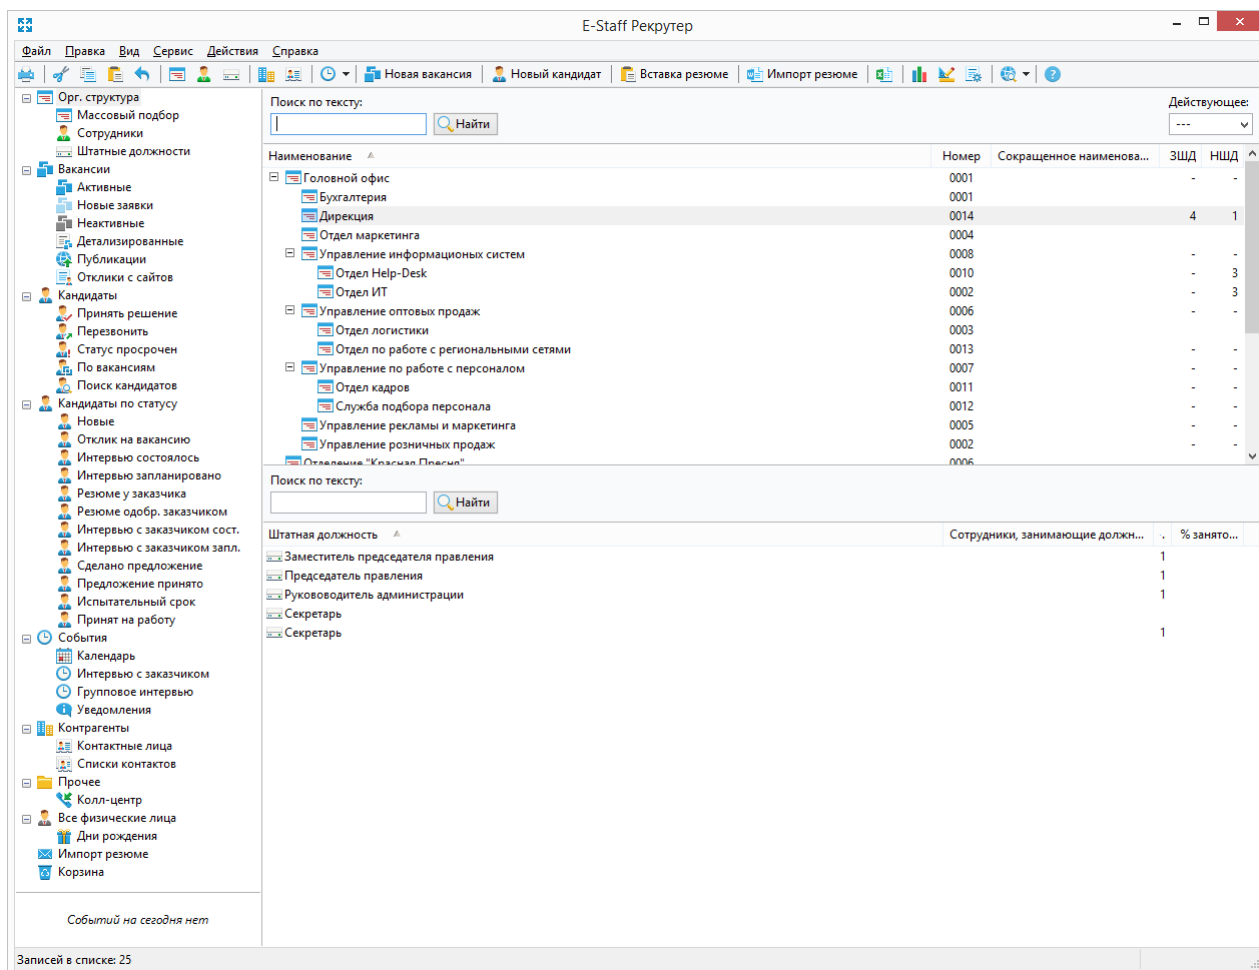 E-Staff Рекрутер
Файл Правка Вид Сервис Действия Справка
Новая вакансия Новый кандидат Вставка резюме Импорт резюме
Орг. структура
Массовый подбор
Сотрудники
Штатные должности
Вакансии
Активные
Новые заявки
Неактивные
Детализированные
Публикации
Отклики с сайтов
Кандидаты
Принять решение
Перезвонить
Статус просрочен
По вакансиям
Поиск кандидатов
Кандидаты по статусу
Новые
Отклик на вакансию
Интервью состоялось
Интервью запланировано
Резюме у заказчика
Резюме одобр. заказчиком
Интервью с заказчиком сост.
Интервью с заказчиком запл.
Сделано предложение
Предложение принято
Испытательный срок
Принят на работу
События
Календарь
Интервью с заказчиком
Групповое интервью
Уведомления
Контрагенты
Контактные лица
Списки контактов
Прочее
Колл-центр
Все физические лица
Дни рождения
Импорт резюме
Корзина
Событий на сегодня нет
Поиск по тексту: Действующее:
Найти ---
Наименование Номер Сокращенное наименова... ЗШД НШД
Головной офис 0001 - -
Бухгалтерия 0001
Дирекция 0014 4 1
Отдел маркетинга 0004
Управление информационых систем 0008 - -
Отдел Help-Desk 0010 - 3
Отдел ИТ 0002 - 3
Управление оптовых продаж 0006 - -
Отдел логистики 0003
Отдел по работе с региональными сетями 0013 - -
Управление по работе с персоналом 0007 - -
Отдел кадров 0011 - -
Служба подбора персонала 0012 - -
Управление рекламы и маркетинга 0005 - -
Управление розничных продаж 0002 - -
Отделение "Красная Пресня" 0006
Поиск по тексту:
Найти
Штатная должность Сотрудники, занимающие должн... . % занято...
Заместитель председателя правления 1
Председатель правления 1
Рукововодитель администрации 1
Секретарь
Секретарь 1
Записей в списке: 25